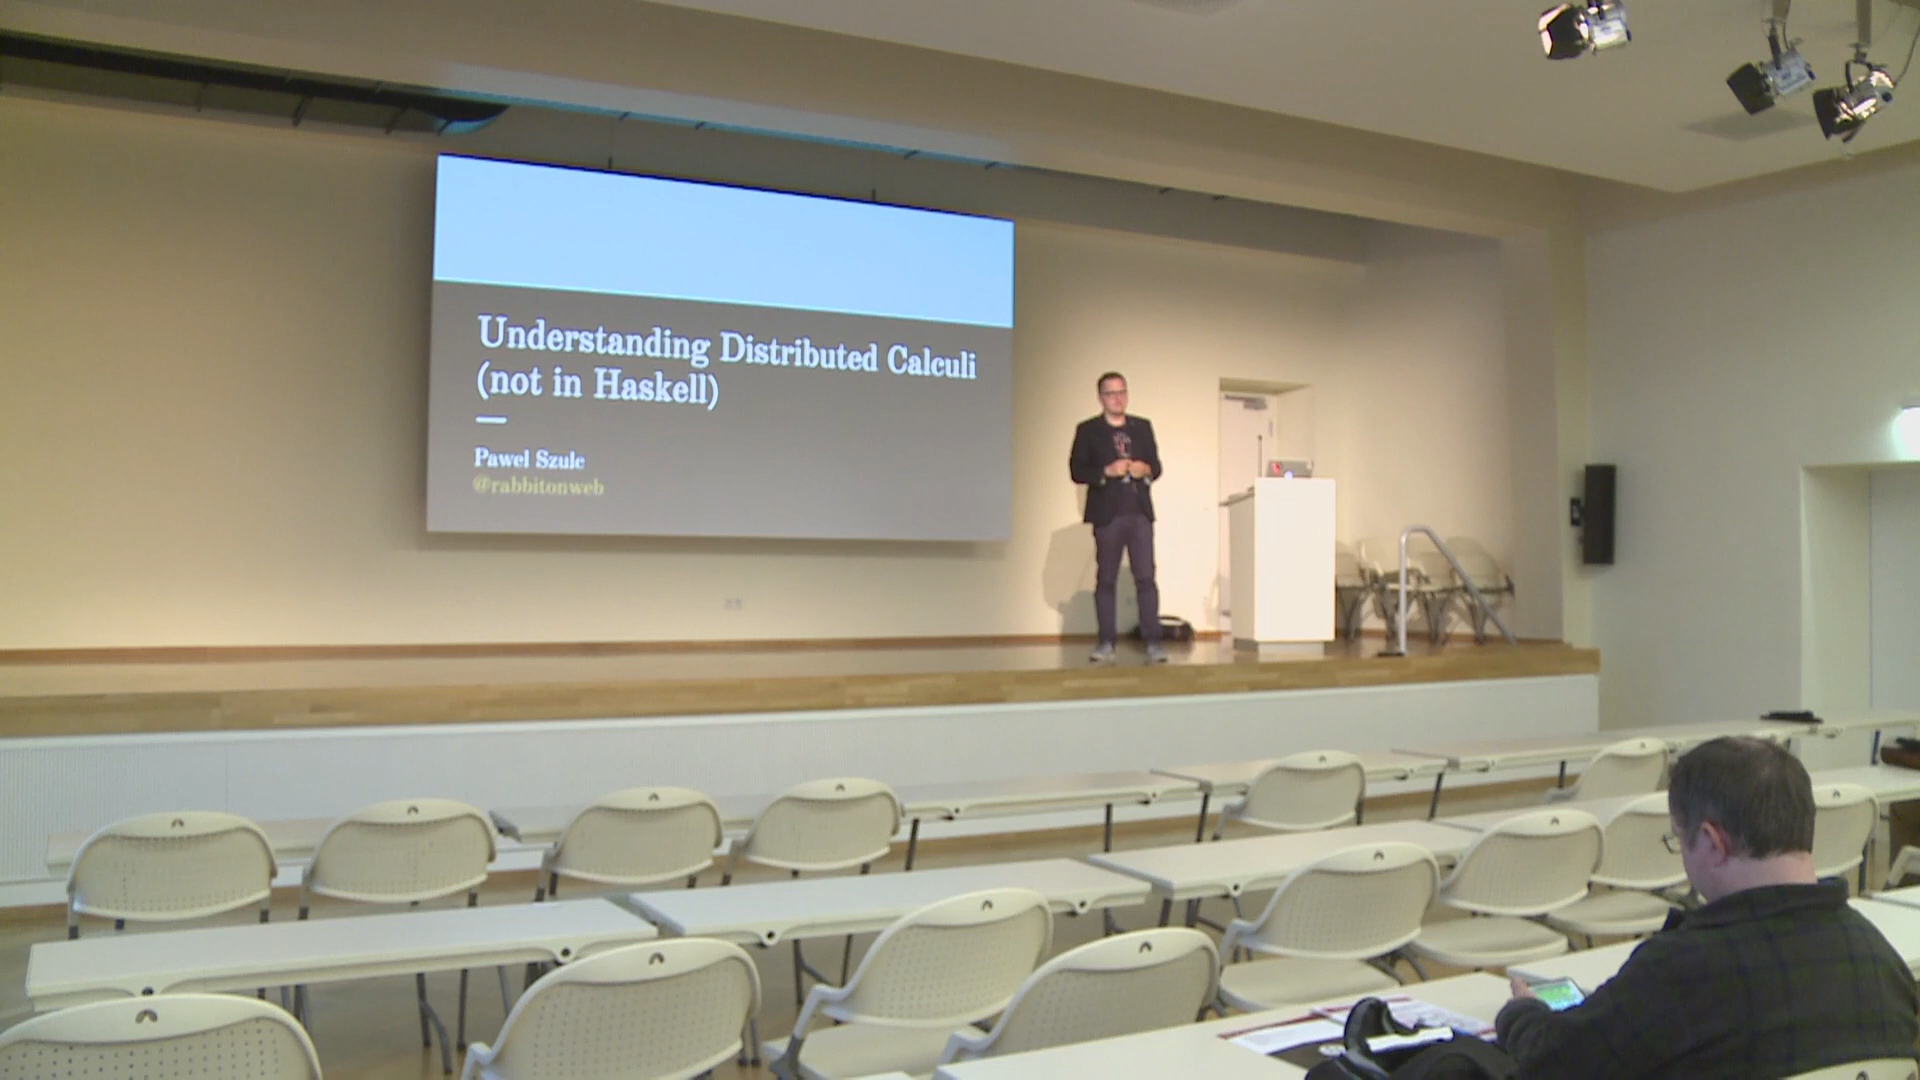 Understanding Distributed Calculi
(not in Haskell)
Pawel Szulc
@rabbitonweb